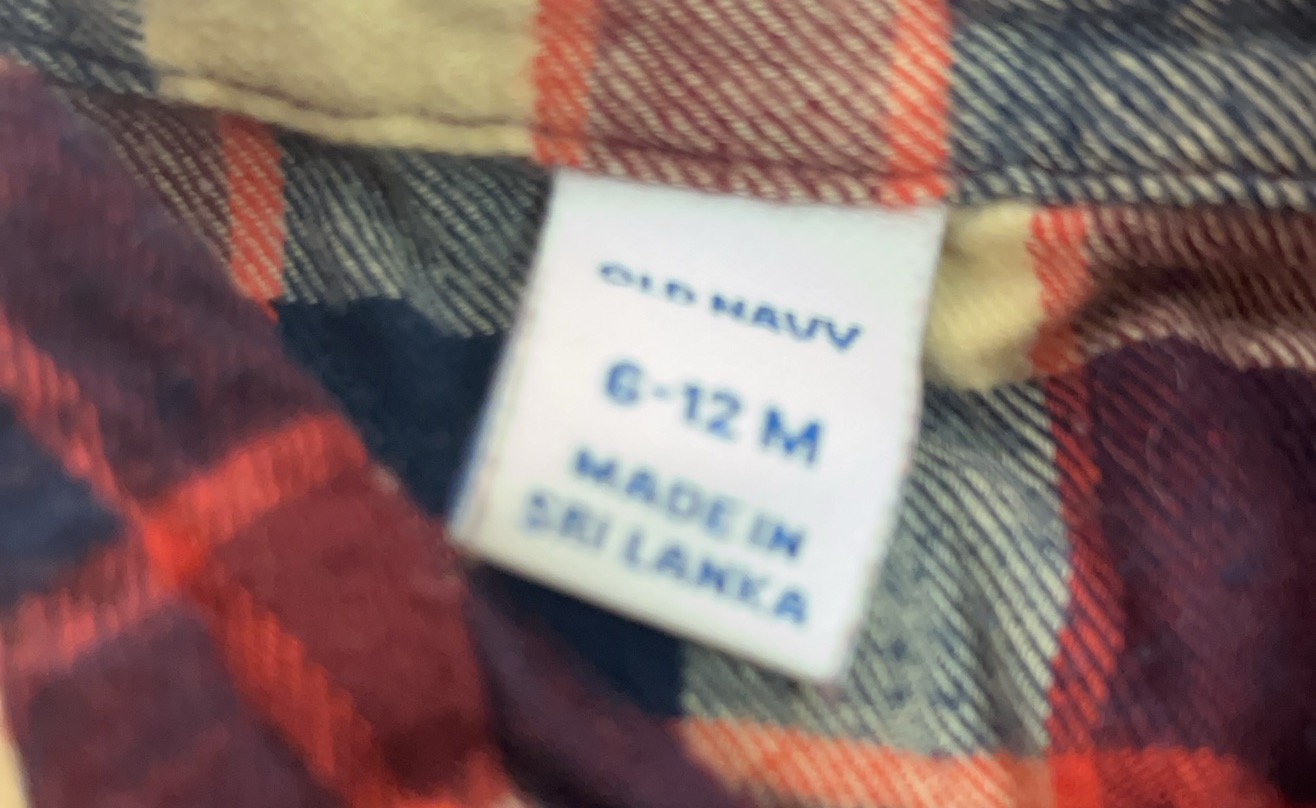 OLD NAVY
6-12 M
MADE IN
SRI LANKA